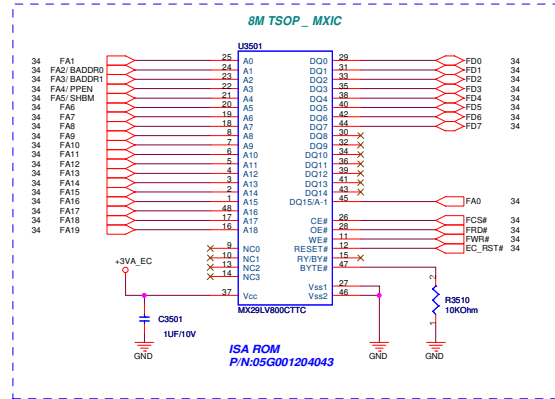 8M TSOP _ MXIC
U3501
34 FA1 25 A0 DQ0 29 FD0 34
34 FA2/ BADDR0 24 A1 DQ1 31 FD1 34
34 FA3/ BADDR1 23 A2 DQ2 33 FD2 34
34 FA4/ PPEN 22 A3 DQ3 35 FD3 34
34 FA5/ SHBM 21 A4 DQ4 38 FD4 34
34 FA6 20 A5 DQ5 40 FD5 34
34 FA7 19 A6 DQ6 42 FD6 34
34 FA8 18 A7 DQ7 44 FD7 34
34 FA9 8 A8 DQ8 30
34 FA10 7 A9 DQ9 32
34 FA11 6 A10 DQ10 34
34 FA12 5 A11 DQ11 36
34 FA13 4 A12 DQ12 39
34 FA14 3 A13 DQ13 41
34 FA15 2 A14 DQ14 43
34 FA16 1 A15 DQ15/A-1 45 FA0 34
34 FA17 48 A16
34 FA18 17 A17 CE# 26 FCS# 34
34 FA19 16 A18 OE# 28 FRD# 34
WE# 11 FWR# 34
9 NC0 RESET# 12 EC_RST# 34
10 NC1 RY/BY# 15
13 NC2 BYTE# 47
14 NC3
+3VA_EC
37 Vcc Vss1 27
Vss2 46
2
R3510
10KOhm
1
MX29LV800CTTC
C3501
1UF/10V
GND
GND
GND
ISA ROM
P/N:05G001204043